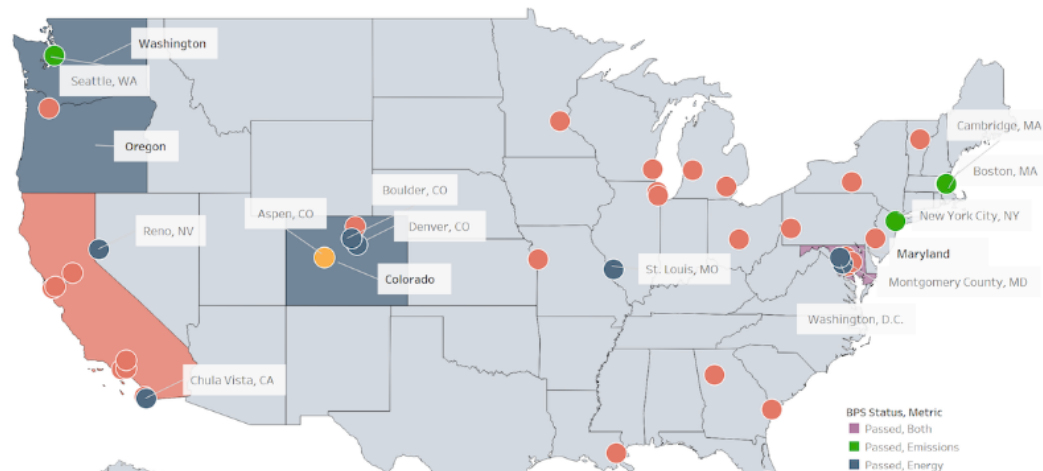 Washington
Seattle, WA
Oregon
Cambridge, MA
Boston, MA
Boulder, CO
Aspen, CO
Denver, CO
Reno, NV
New York City, NY
Maryland
St. Louis, MO
Colorado
Montgomery County, MD
Washington, D.C.
Chula Vista, CA
BPS Status, Metric
Passed, Both
Passed, Emissions
Passed, Energy